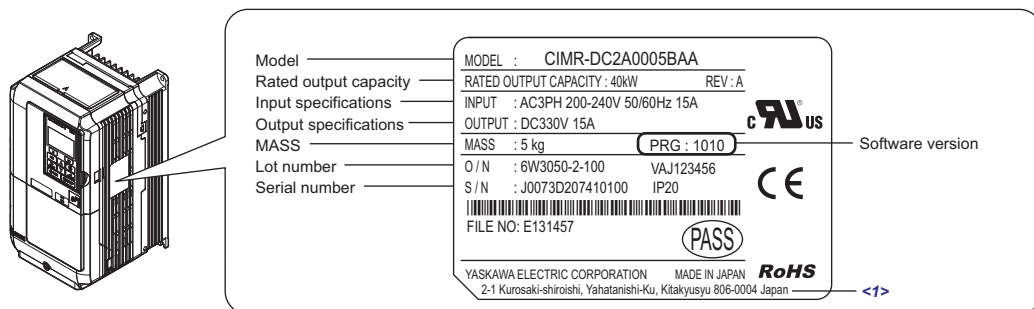 Model
Rated output capacity
Input specifications
Output specifications
MASS
Lot number
Serial number
MODEL : CIMR-DC2A0005BAA
RATED OUTPUT CAPACITY : 40kW REV : A
INPUT : AC3PH 200-240V 50/60Hz 15A
OUTPUT : DC330V 15A
MASS : 5 kg PRG : 1010
O / N : 6W3050-2-100 VAJ123456
S / N : J0073D207410100 IP20
FILE NO: E131457
PASS
YASKAWA ELECTRIC CORPORATION MADE IN JAPAN
2-1 Kurosaki-shiroishi, Yahatanishi-Ku, Kitakyusyu 806-0004 Japan
c RU ® US
CE
RoHS
Software version
<1>